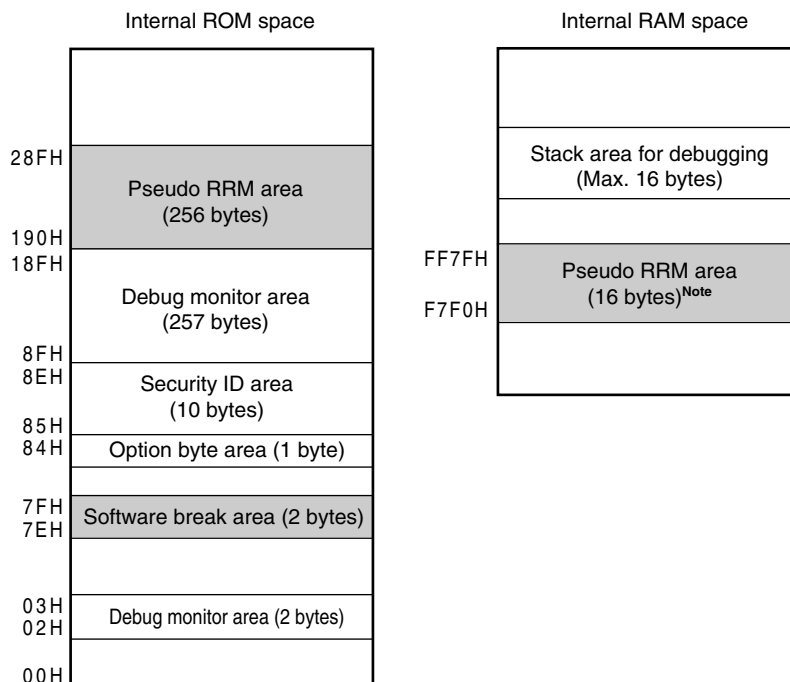 Internal ROM space
28FH
Pseudo RRM area
(256 bytes)
190H
18FH
Debug monitor area
(257 bytes)
8FH
8EH
Security ID area
(10 bytes)
85H
84H
Option byte area (1 byte)
7FH
Software break area (2 bytes)
7EH
03H
Debug monitor area (2 bytes)
02H
00H
Internal RAM space
Stack area for debugging
(Max. 16 bytes)
FF7FH
Pseudo RRM area
(16 bytes)Note
F7F0H